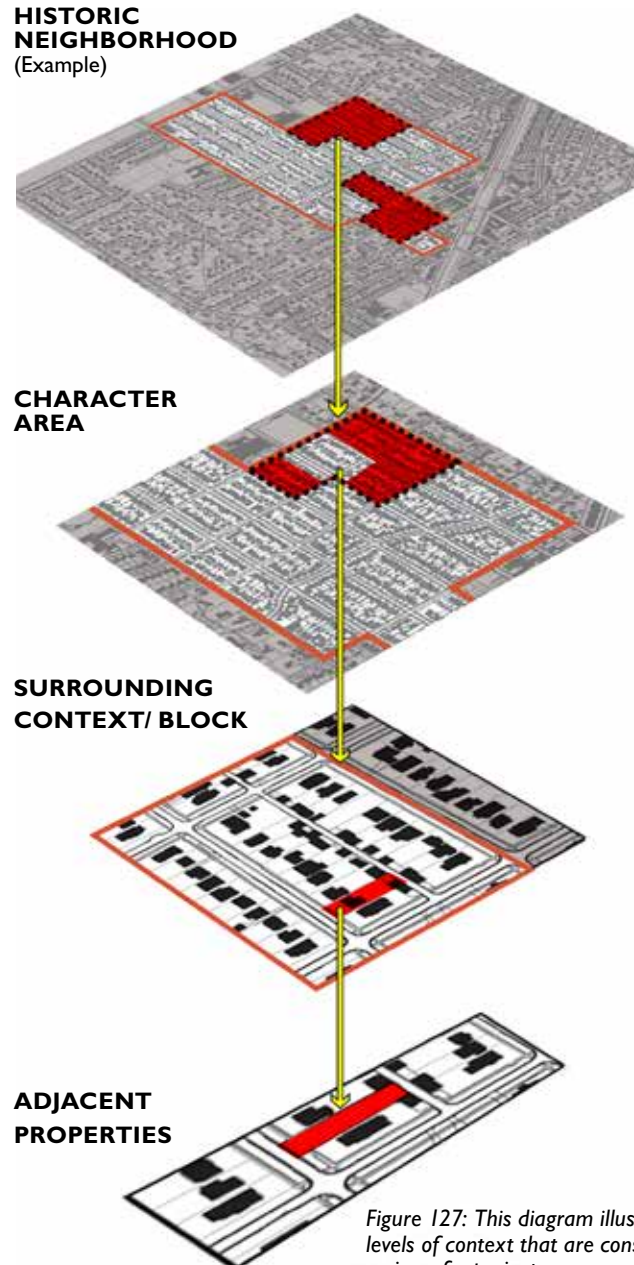 HISTORIC
NEIGHBORHOOD
(Example)
CHARACTER
AREA
SURROUNDING
CONTEXT/ BLOCK
ADJACENT
PROPERTIES
Figure 127: This diagram illus
levels of context that are cons